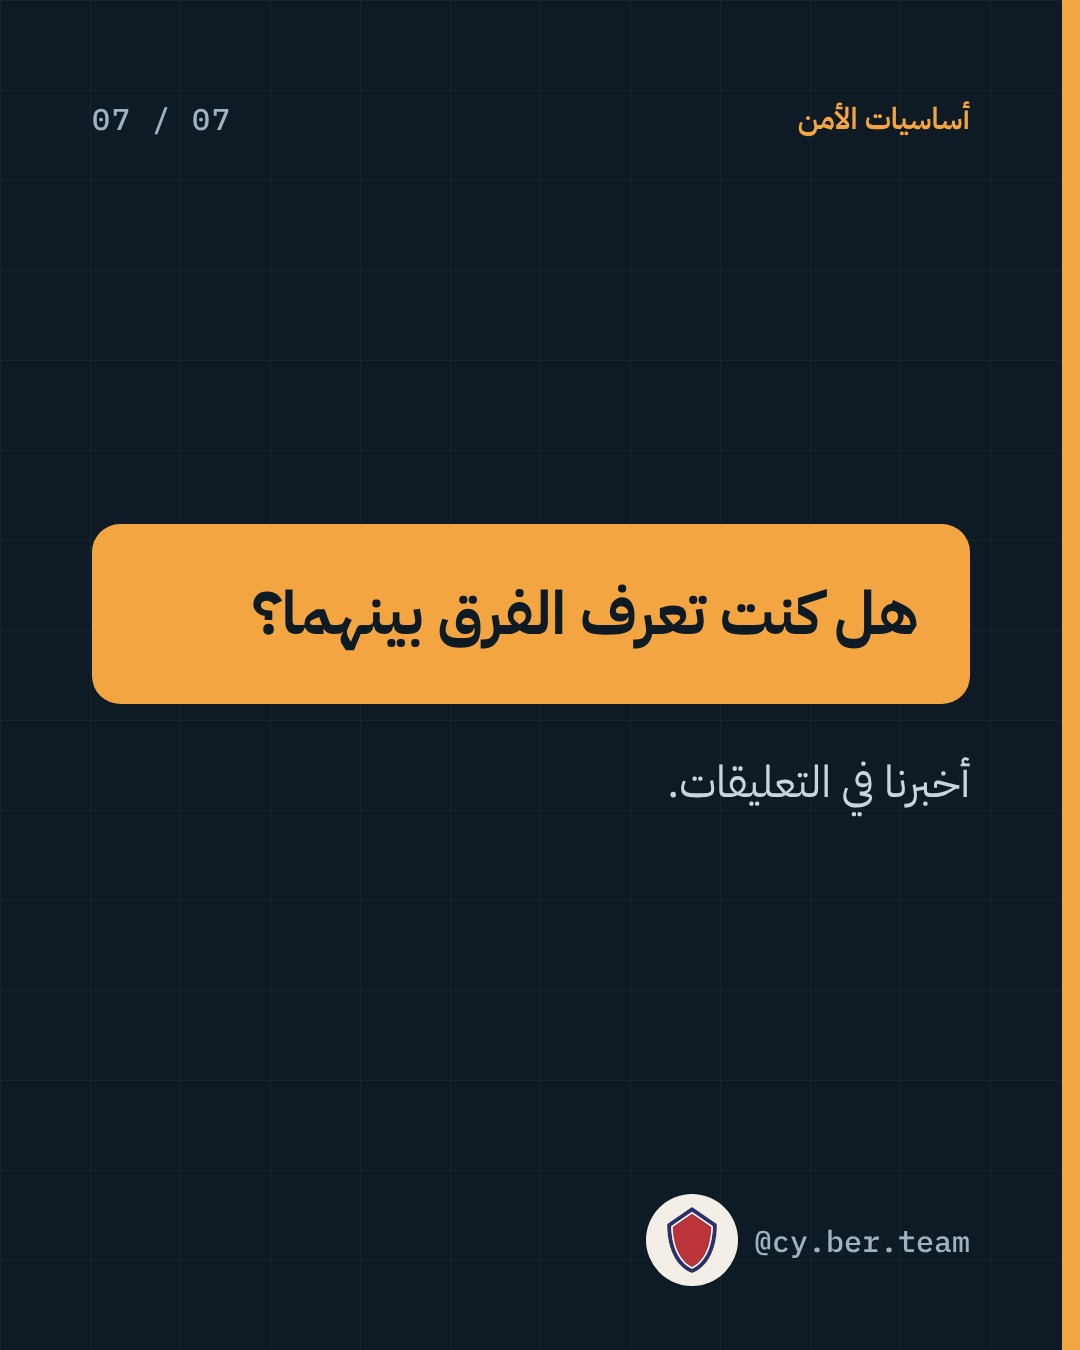 أساسيات الأمن
07 / 07
هل كنت تعرف الفرق بينهما؟
أخبرنا في التعليقات.
@cy.ber.team